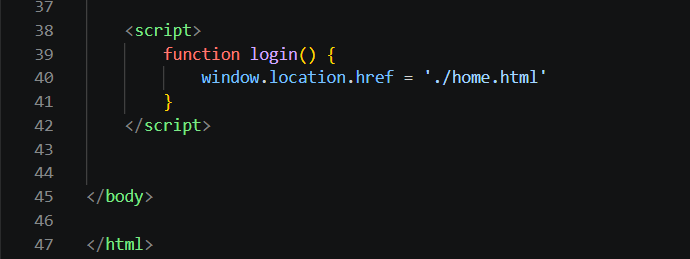 37
38 <script>
39 function login() {
40 window.location.href = './home.html'
41 }
42 </script>
43
44
45 </body>
46
47 </html>